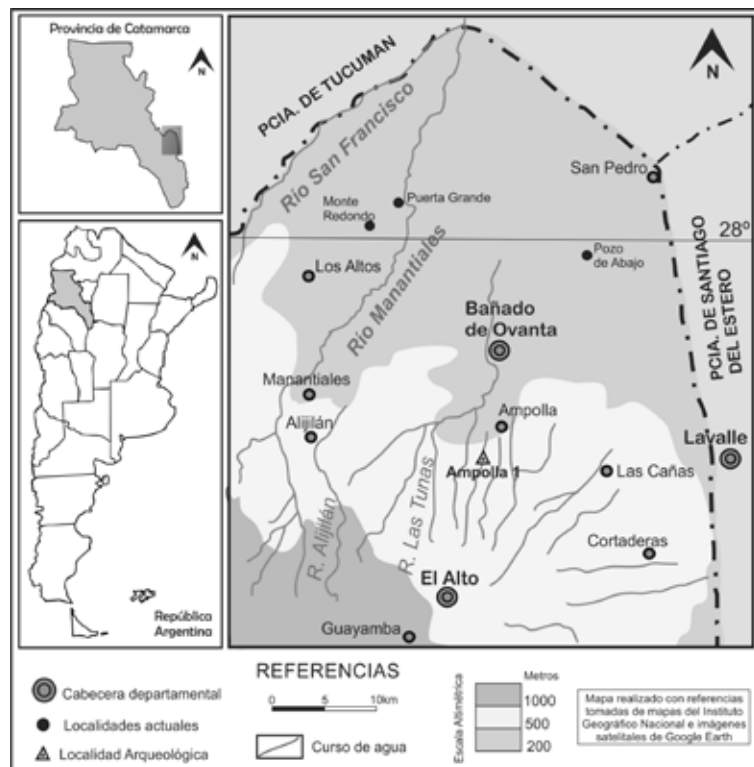 Provincia de Catamarca
N
N
República
Argentina
PCIA. DE TUCUMAN
Río San Francisco
N
San Pedro
Puerta Grande
Monte
Redondo
28º
Los Altos
Pozo
de Abajo
Río Manantiales
PCIA. DE SANTIAGO
DEL ESTERO
Bañado
de Ovanta
Manantiales
Alijilán
Ampolla
Lavalle
Ampolla 1
Las Cañas
R. Alijilán
R. Las Tunas
Cortaderas
El Alto
Guayamba
Cabecera departamental
Localidades actuales
Localidad Arqueológica
REFERENCIAS
0 5 10km
Curso de agua
Escala Altimétrica
Metros
1000
500
200
Mapa realizado con referencias
tomadas de mapas del Instituto
Geográfico Nacional e imágenes
satelitales de Google Earth